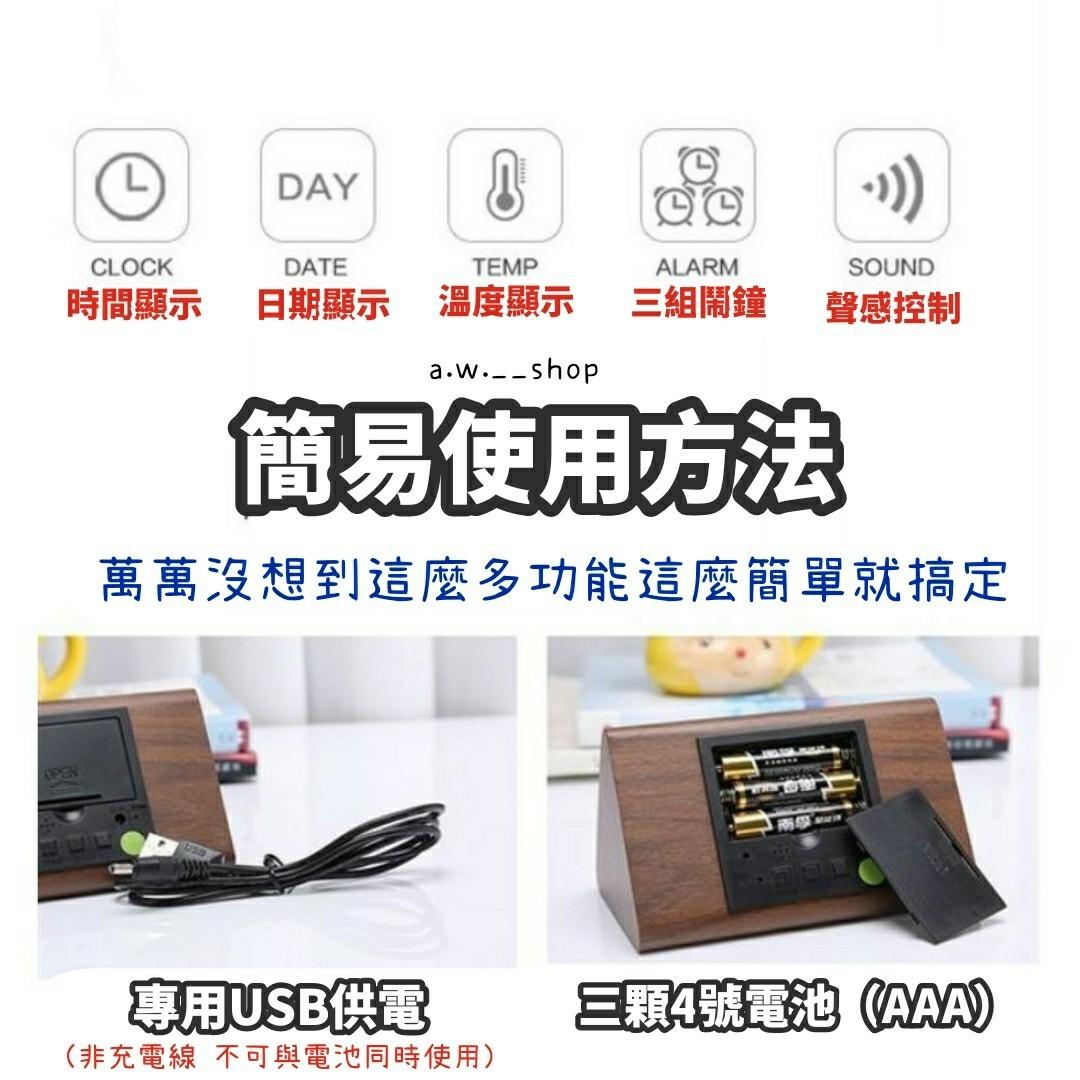 DAY
CLOCK DATE TEMP ALARM SOUND
時間顯示 日期顯示 溫度顯示 三組鬧鐘 聲感控制
a.w.__shop
簡易使用方法
萬萬沒想到這麼多功能這麼簡單就搞定
OPEN
USB
專用USB供電
三顆4號電池（AAA）
（非充電線 不可與電池同時使用）